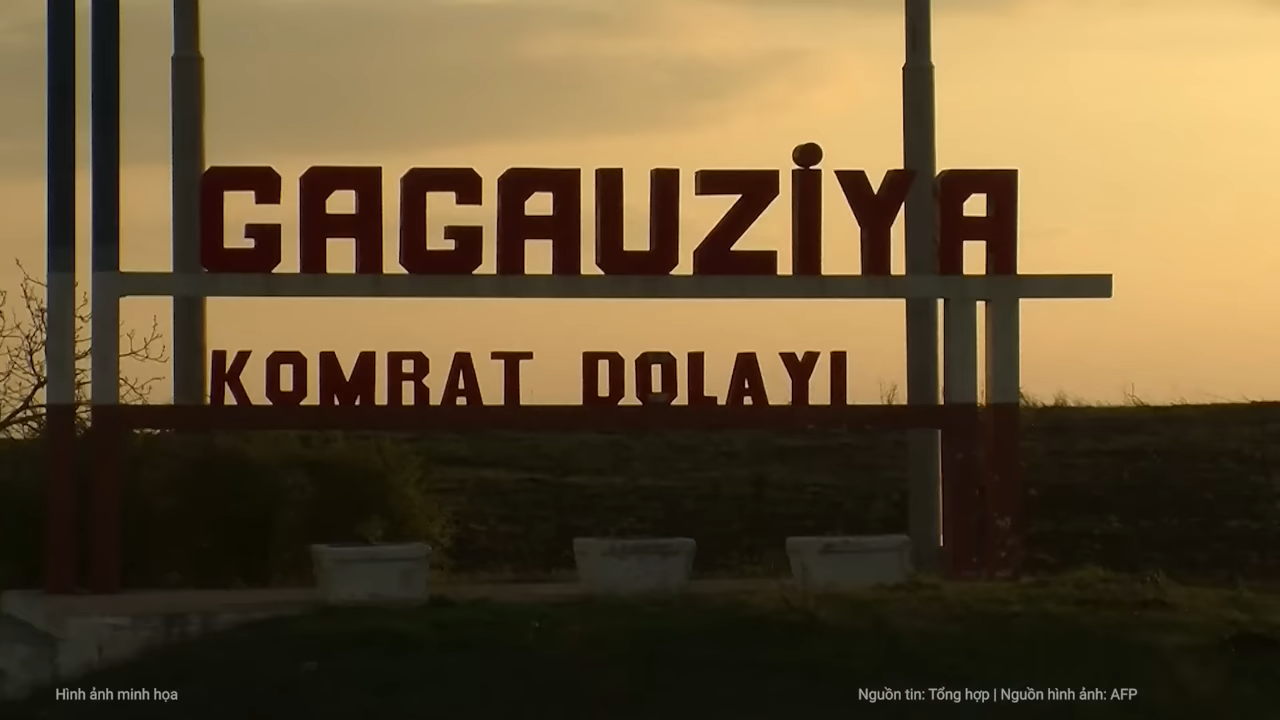 GAGAUZİYA
KOMRAT DOLAYI
Hình ảnh minh họa
Nguồn tin: Tổng hợp | Nguồn hình ảnh: AFP